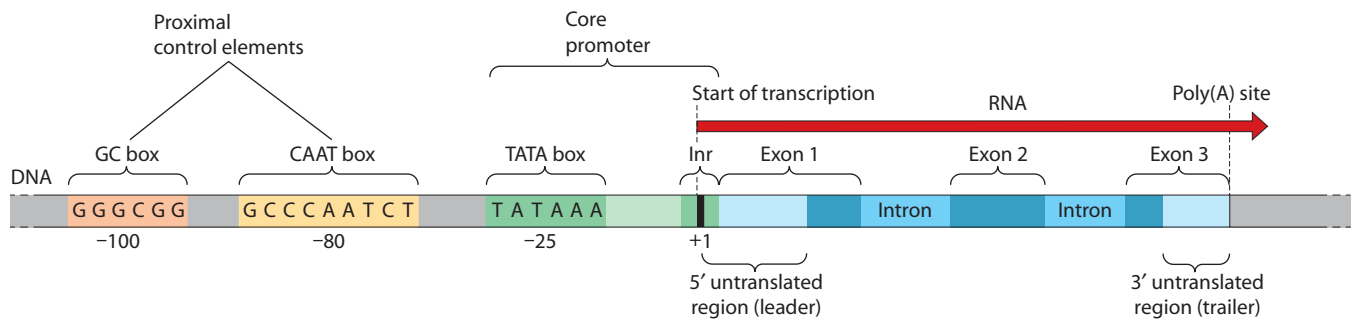 Proximal
control elements
Core
promoter
Start of transcription
RNA
Poly(A) site
GC box
CAAT box
TATA box
Inr
Exon 1
Exon 2
Exon 3
DNA
G G G C G G
G C C C A A T C T
T A T A A A
Intron
Intron
−100
−80
−25
+1
5′ untranslated
region (leader)
3′ untranslated
region (trailer)